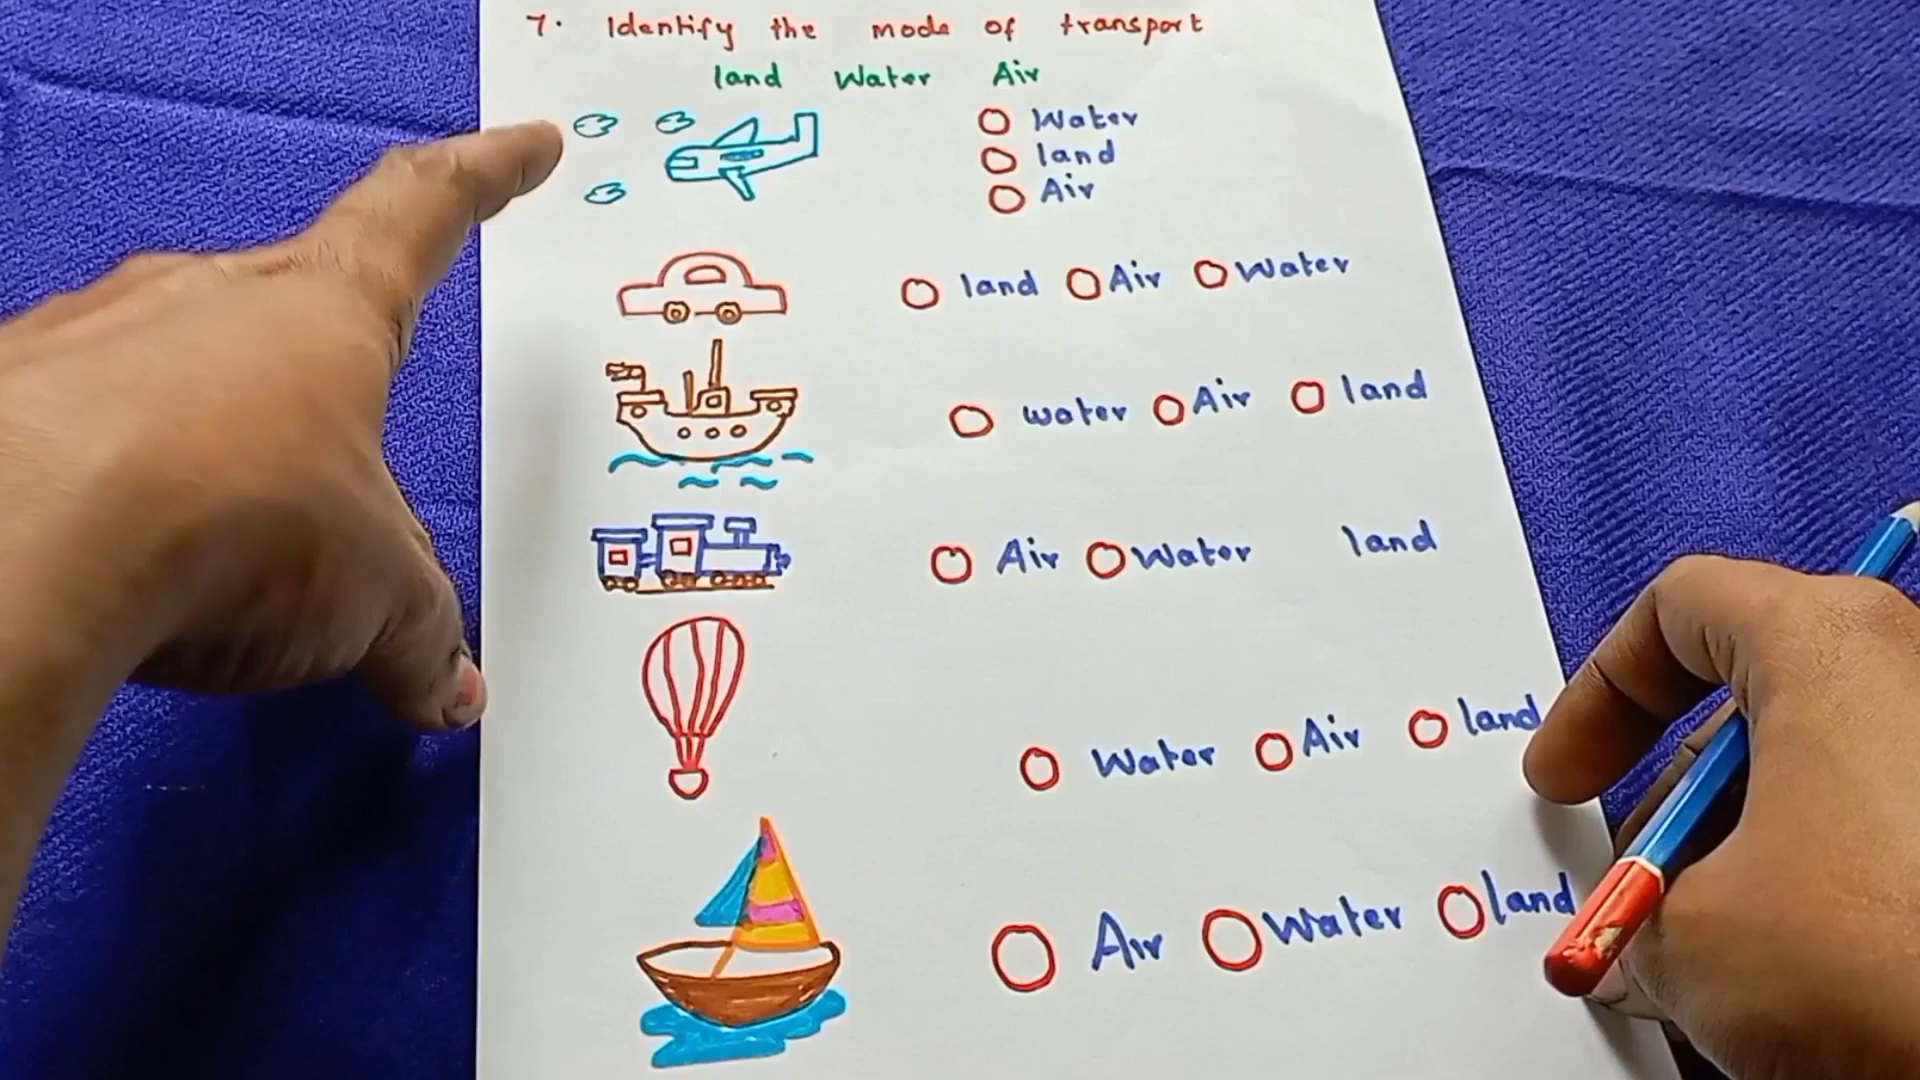 7. Identify the mode of transport
land Water Air
Water
land
Air
land Air Water
water Air land
Air Water land
Water Air land
Air Water land